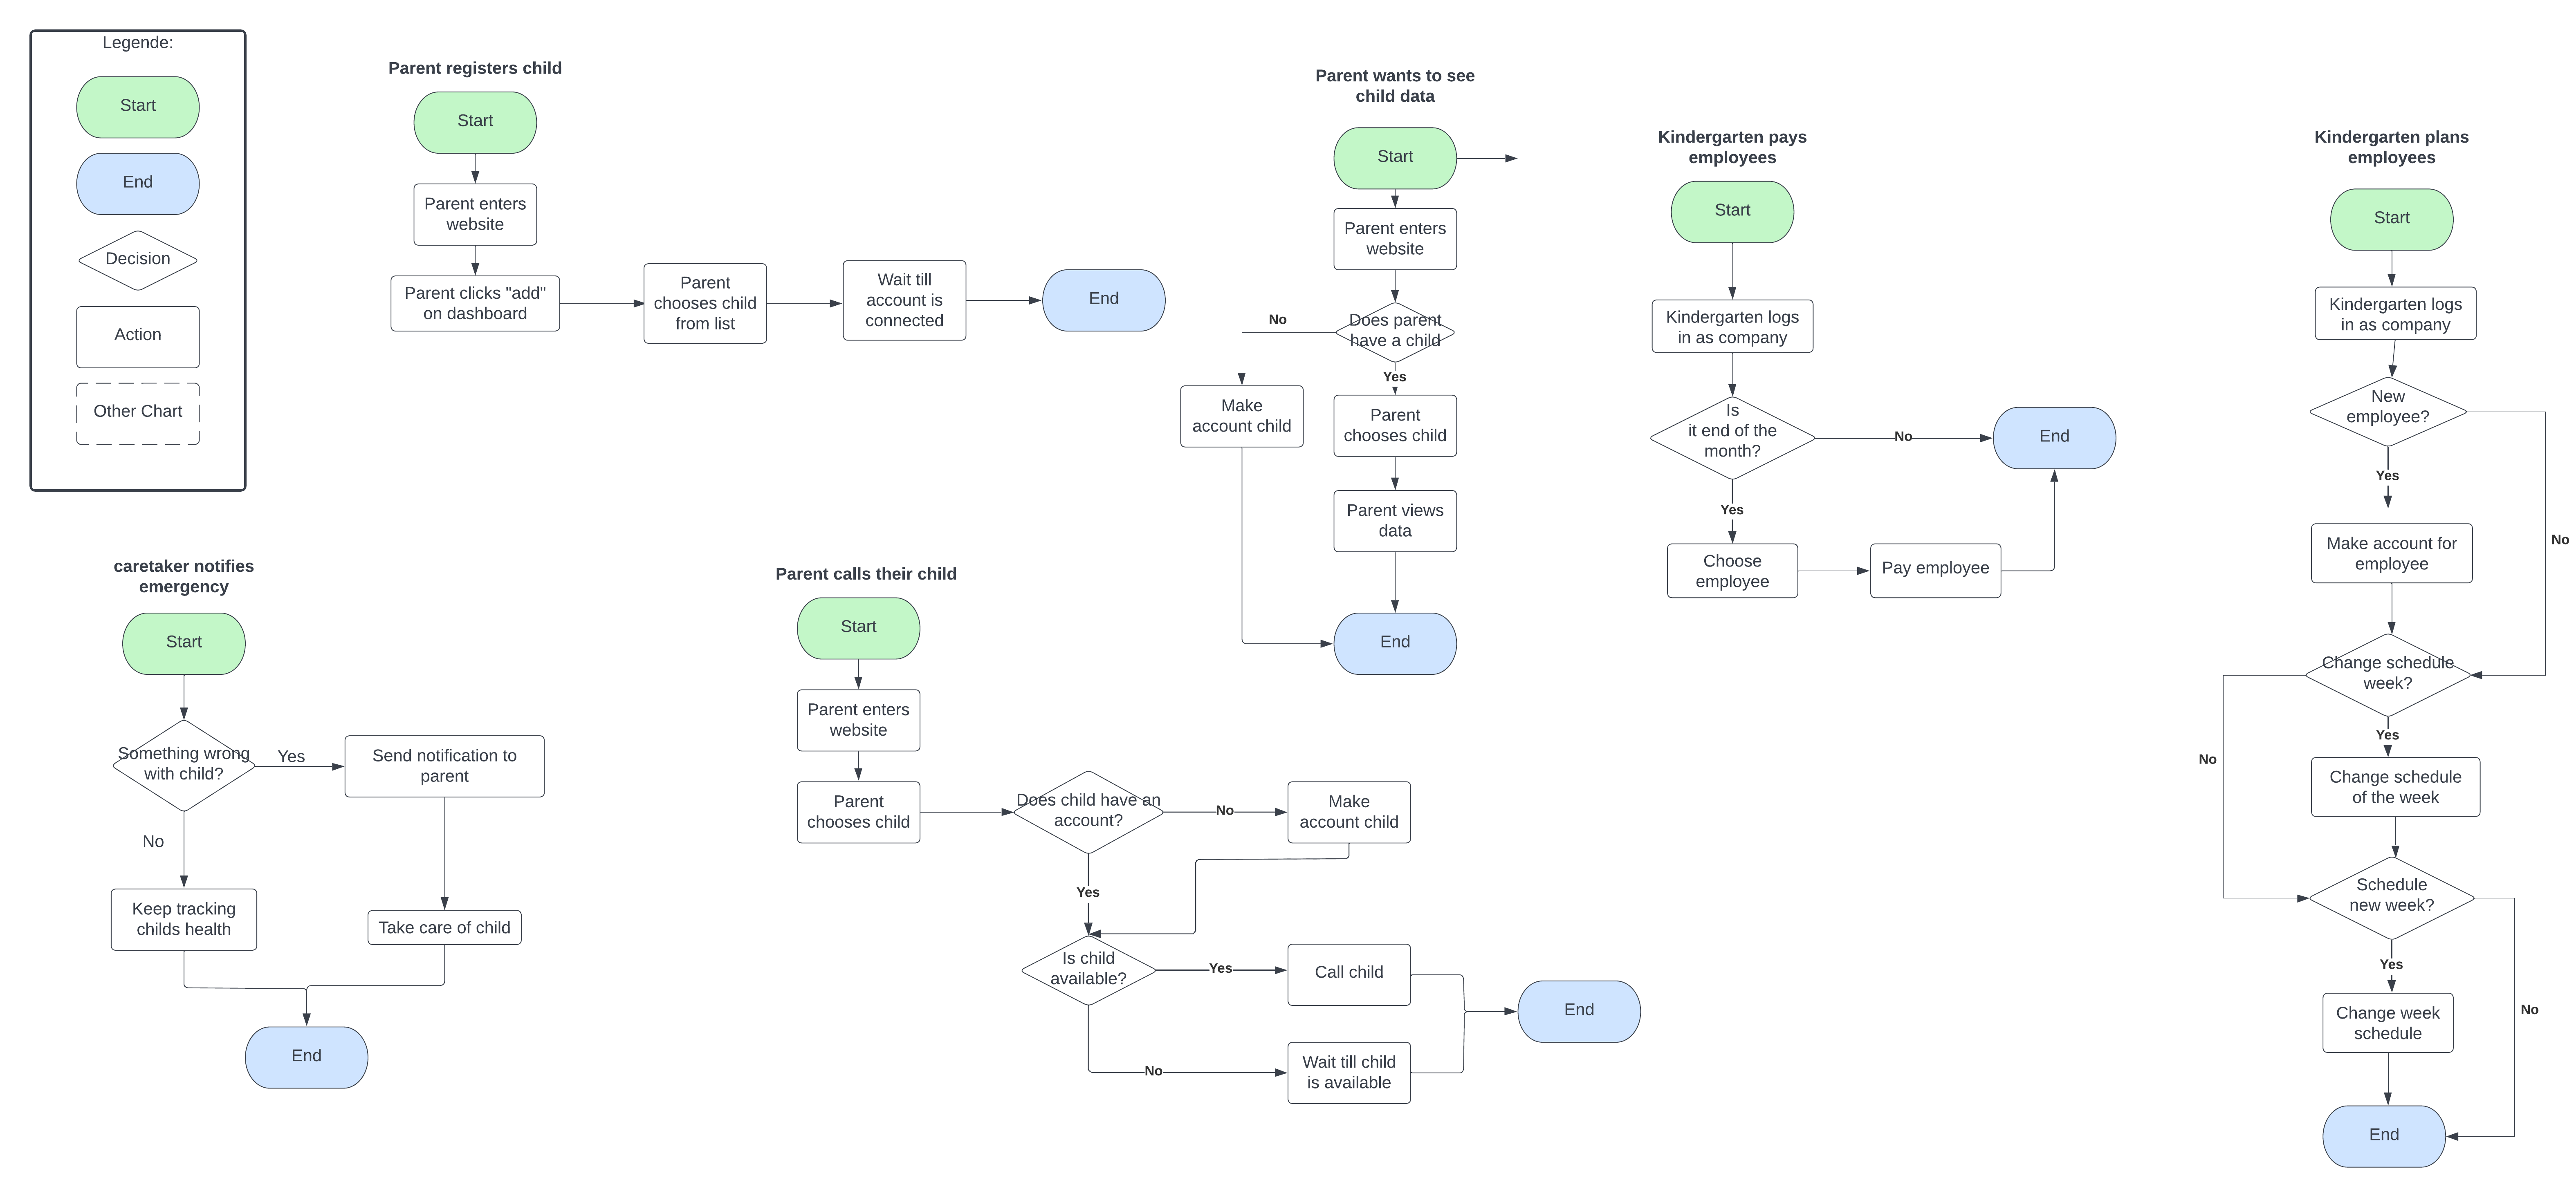 Legende:
Start
End
Decision
Action
Other Chart
Parent registers child
Start
Parent enters
website
Parent clicks "add"
on dashboard
Parent
chooses child
from list
Wait till
account is
connected
End
Parent wants to see
child data
Start
Parent enters
website
Does parent
have a child
No
Yes
Make
account child
Parent
chooses child
Parent views
data
End
Kindergarten pays
employees
Start
Kindergarten logs
in as company
Is
it end of the
month?
No
End
Yes
Choose
employee
Pay employee
Kindergarten plans
employees
Start
Kindergarten logs
in as company
New
employee?
Yes
No
Make account for
employee
Change schedule
week?
Yes
No
Change schedule
of the week
Schedule
new week?
Yes
No
Change week
schedule
End
caretaker notifies
emergency
Start
Something wrong
with child?
Yes
Send notification to
parent
No
Keep tracking
childs health
Take care of child
End
Parent calls their child
Start
Parent enters
website
Parent
chooses child
Does child have an
account?
No
Make
account child
Yes
Is child
available?
Yes
Call child
No
Wait till child
is available
End